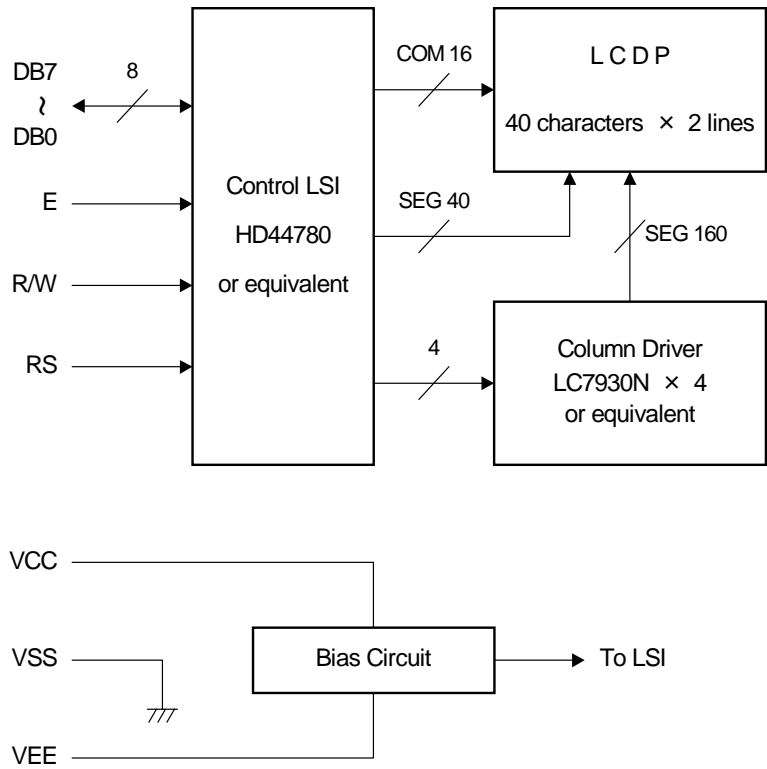 DB7
~
DB0
8
E
R/W
RS
Control LSI
HD44780
or equivalent
COM 16
SEG 40
4
L C D P
40 characters × 2 lines
SEG 160
Column Driver
LC7930N × 4
or equivalent
VCC
VSS
VEE
Bias Circuit
To LSI